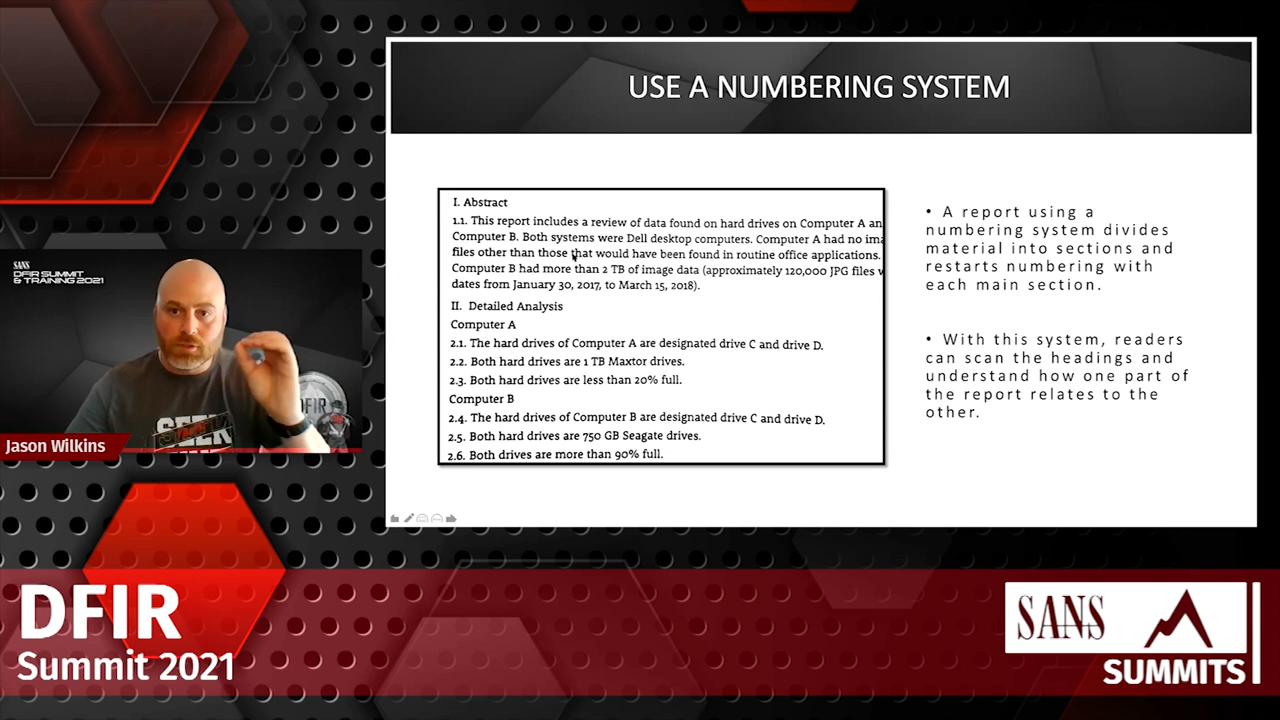 USE A NUMBERING SYSTEM
I. Abstract
1.1. This report includes a review of data found on hard drives on Computer A an
Computer B. Both systems were Dell desktop computers. Computer A had no ima
files other than those that would have been found in routine office applications.
Computer B had more than 2 TB of image data (approximately 120,000 JPG files
dates from January 30, 2017, to March 15, 2018).
II. Detailed Analysis
Computer A
2.1. The hard drives of Computer A are designated drive C and drive D.
2.2. Both hard drives are 1 TB Maxtor drives.
2.3. Both hard drives are less than 20% full.
Computer B
2.4. The hard drives of Computer B are designated drive C and drive D.
2.5. Both hard drives are 750 GB Seagate drives.
2.6. Both drives are more than 90% full.
• A report using a
numbering system divides
material into sections and
restarts numbering with
each main section.
• With this system, readers
can scan the headings and
understand how one part of
the report relates to the
other.
SANS
DFIR SUMMIT
& TRAINING 2021
SEEK
DFIR
Jason Wilkins
DFIR
Summit 2021
SANS
SUMMITS